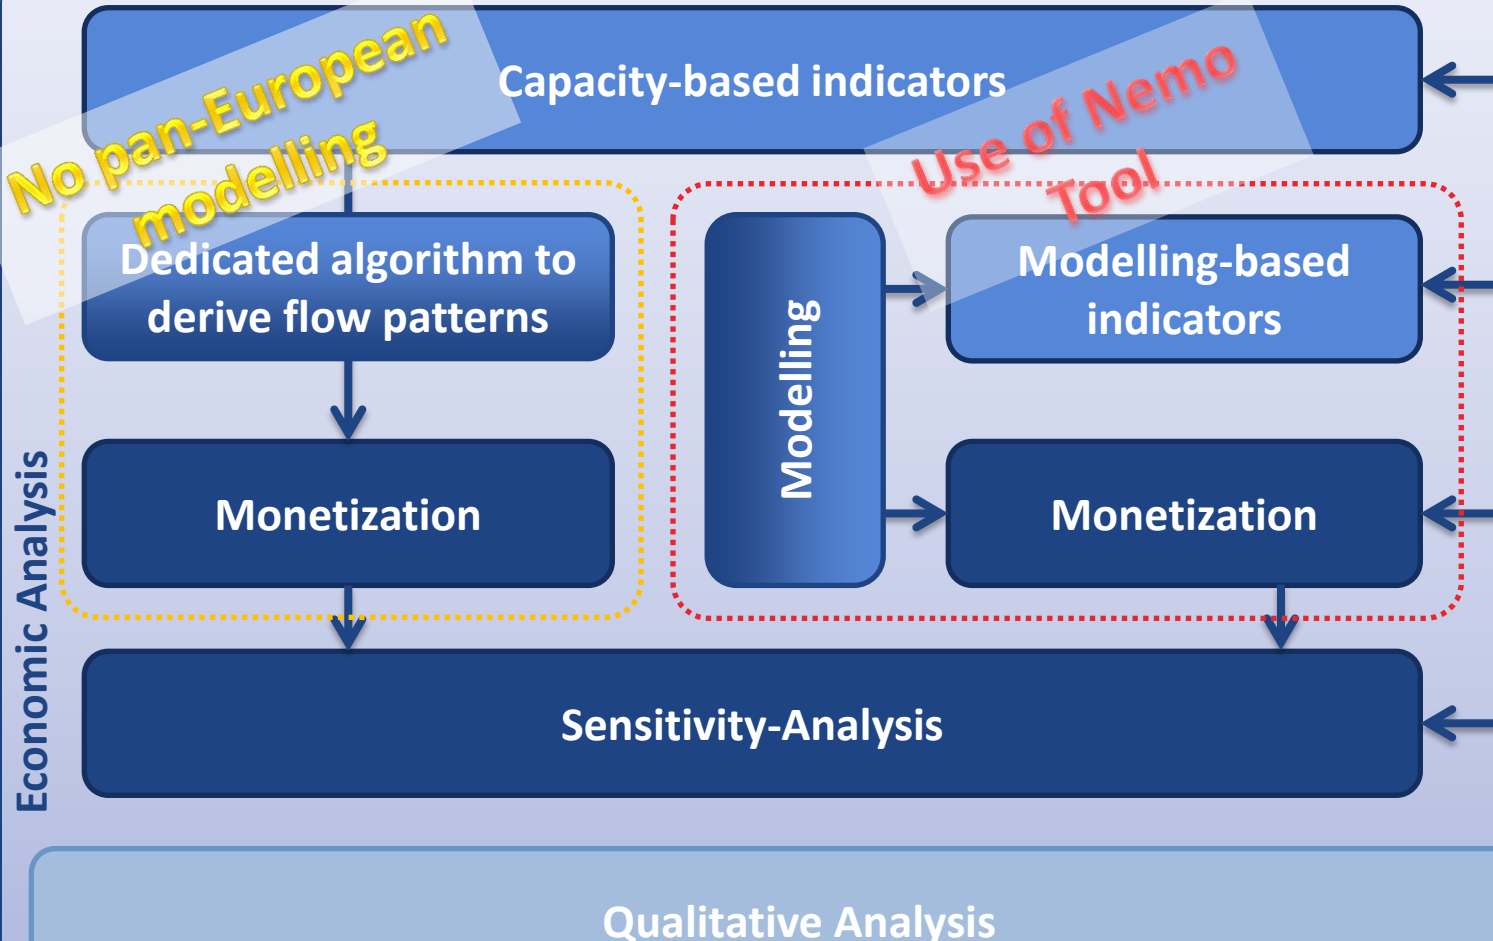 No pan-European
modelling
Capacity-based indicators
Use of Nemo
Tool
Dedicated algorithm to
derive flow patterns
Modelling
Modelling-based
indicators
Monetization
Monetization
Economic Analysis
Sensitivity-Analysis
Qualitative Analysis